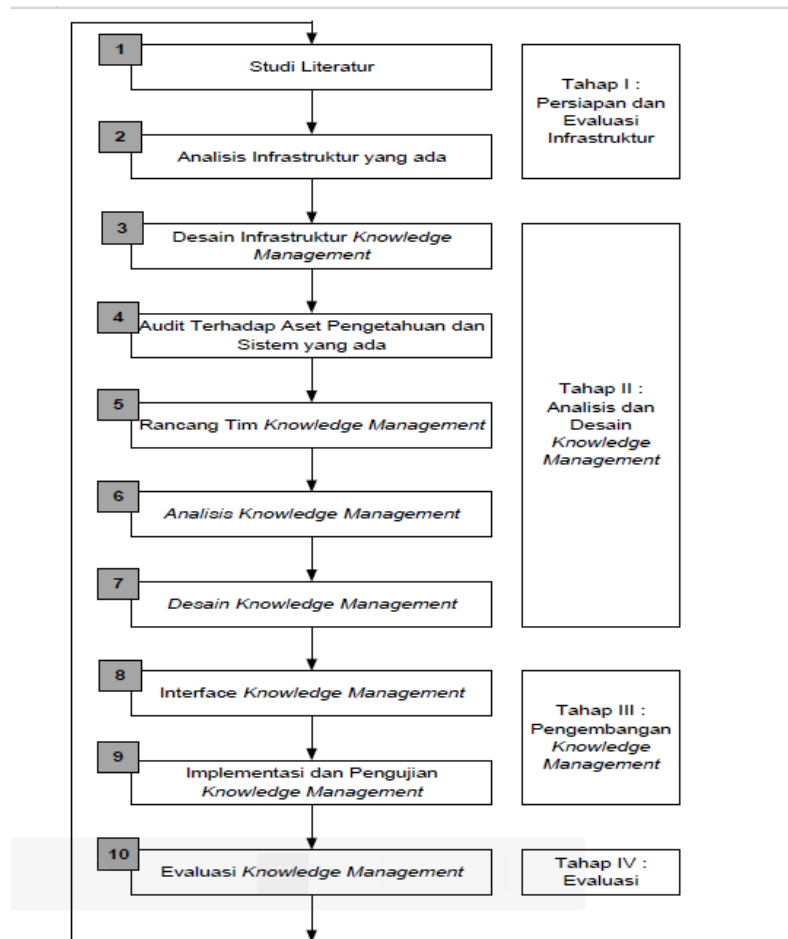 1
Studi Literatur
Tahap I :
Persiapan dan
Evaluasi
Infrastruktur
2
Analisis Infrastruktur yang ada
3
Desain Infrastruktur Knowledge
Management
4
Audit Terhadap Aset Pengetahuan dan
Sistem yang ada
5
Rancang Tim Knowledge Management
6
Analisis Knowledge Management
7
Desain Knowledge Management
Tahap II :
Analisis dan
Desain
Knowledge
Management
8
Interface Knowledge Management
9
Implementasi dan Pengujian
Knowledge Management
Tahap III :
Pengembangan
Knowledge
Management
10
Evaluasi Knowledge Management
Tahap IV :
Evaluasi